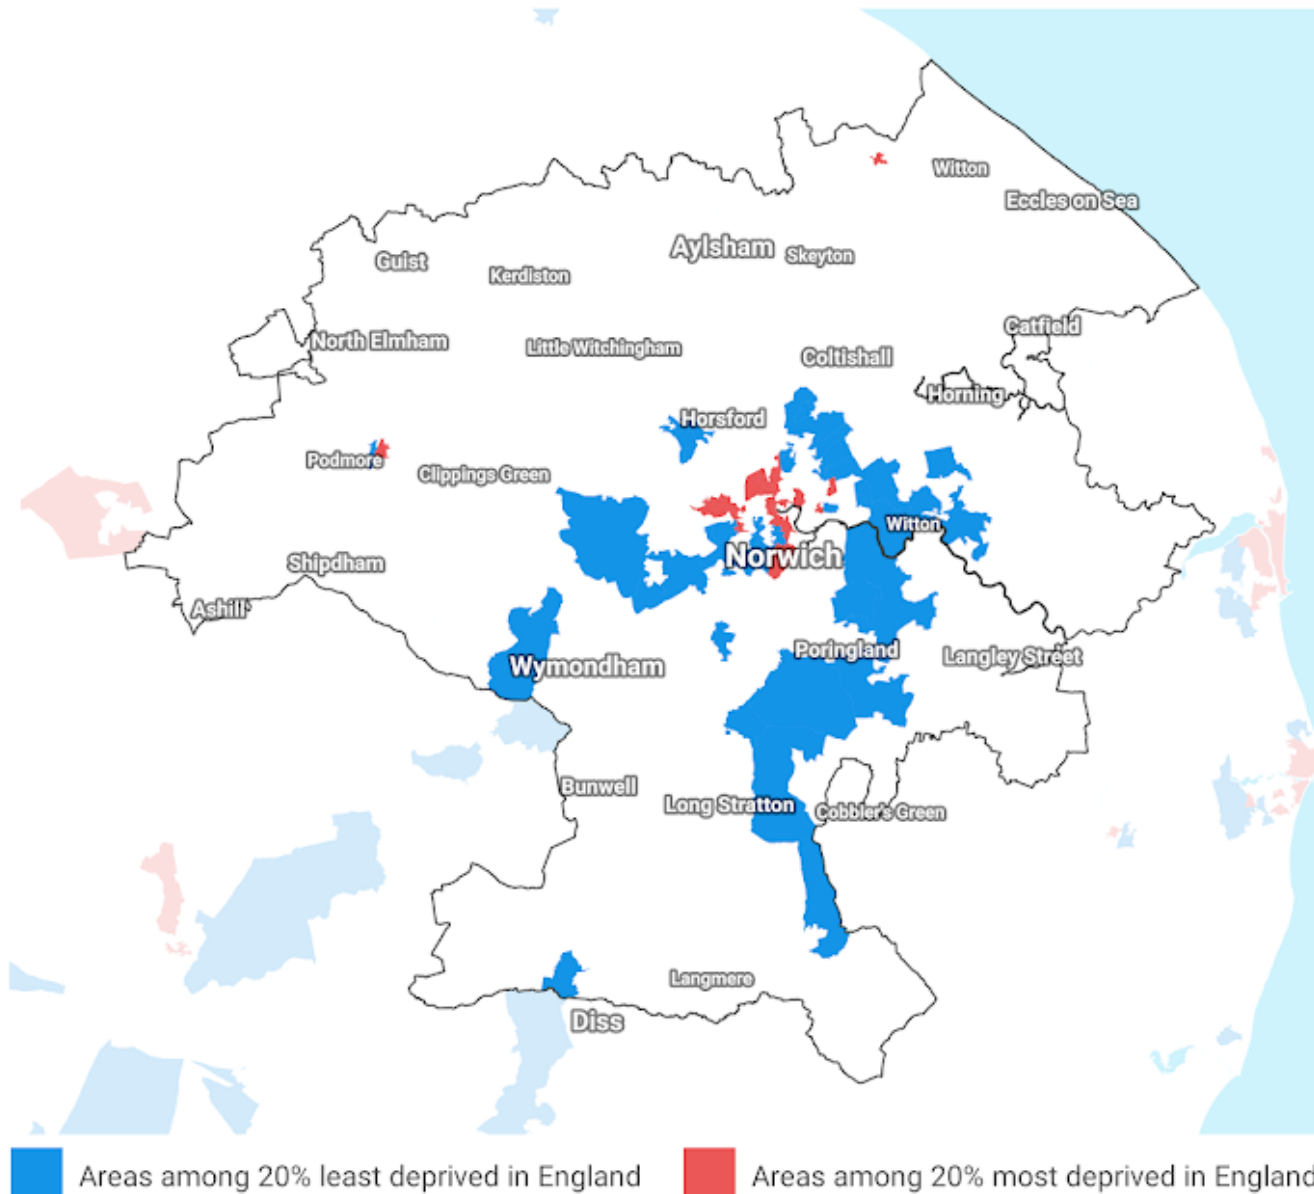 Witton
Eccles on Sea
Aylsham
Skeyton
Guist
Kerdiston
Catfield
North Elmham
Little Witchingham
Coltishall
Horning
Horsford
Podmore
Clippings Green
Witton
Norwich
Shipdham
Ashill
Poringland
Langley Street
Wymondham
Bunwell
Long Stratton
Cobbler's Green
Langmere
Diss
Areas among 20% least deprived in England
Areas among 20% most deprived in England